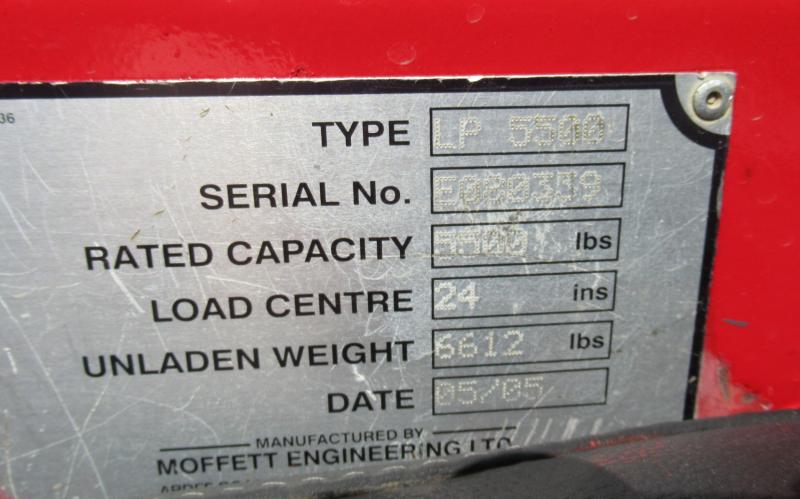 36
TYPE LP 5500
SERIAL No. E080339
RATED CAPACITY 5500 lbs
LOAD CENTRE 24 ins
UNLADEN WEIGHT 6612 lbs
DATE 05/05
MANUFACTURED BY
MOFFETT ENGINEERING LTD